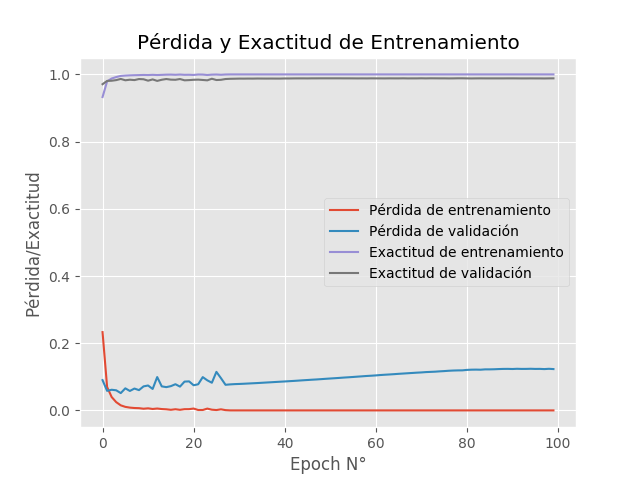 Pérdida y Exactitud de Entrenamiento
Pérdida/Exactitud
1.0
0.8
0.6
0.4
0.2
0.0
Pérdida de entrenamiento
Pérdida de validación
Exactitud de entrenamiento
Exactitud de validación
0 20 40 60 80 100
Epoch N°